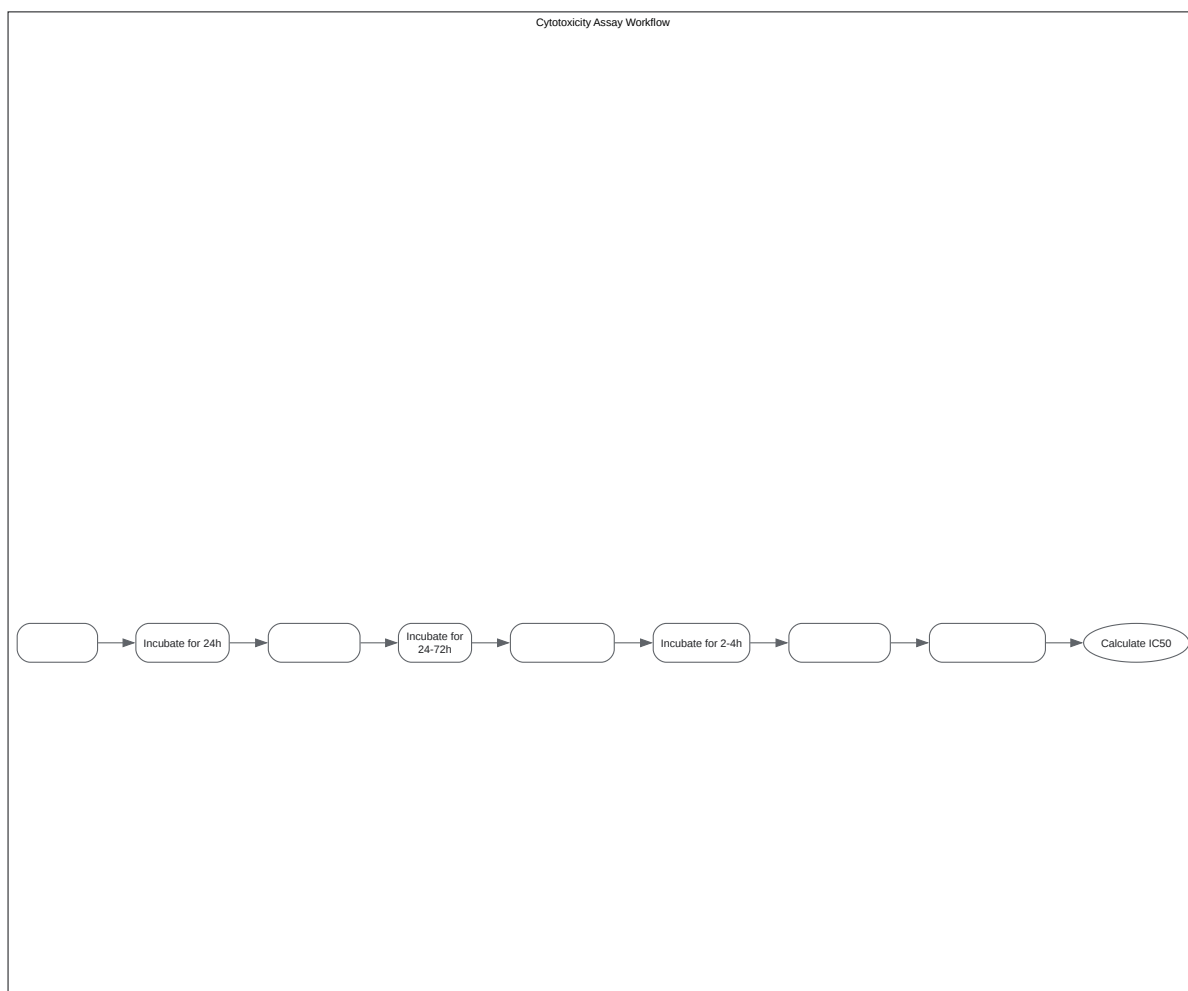 Cytotoxicity Assay Workflow
Incubate for 24h
Incubate for
24-72h
Incubate for 2-4h
Calculate IC50